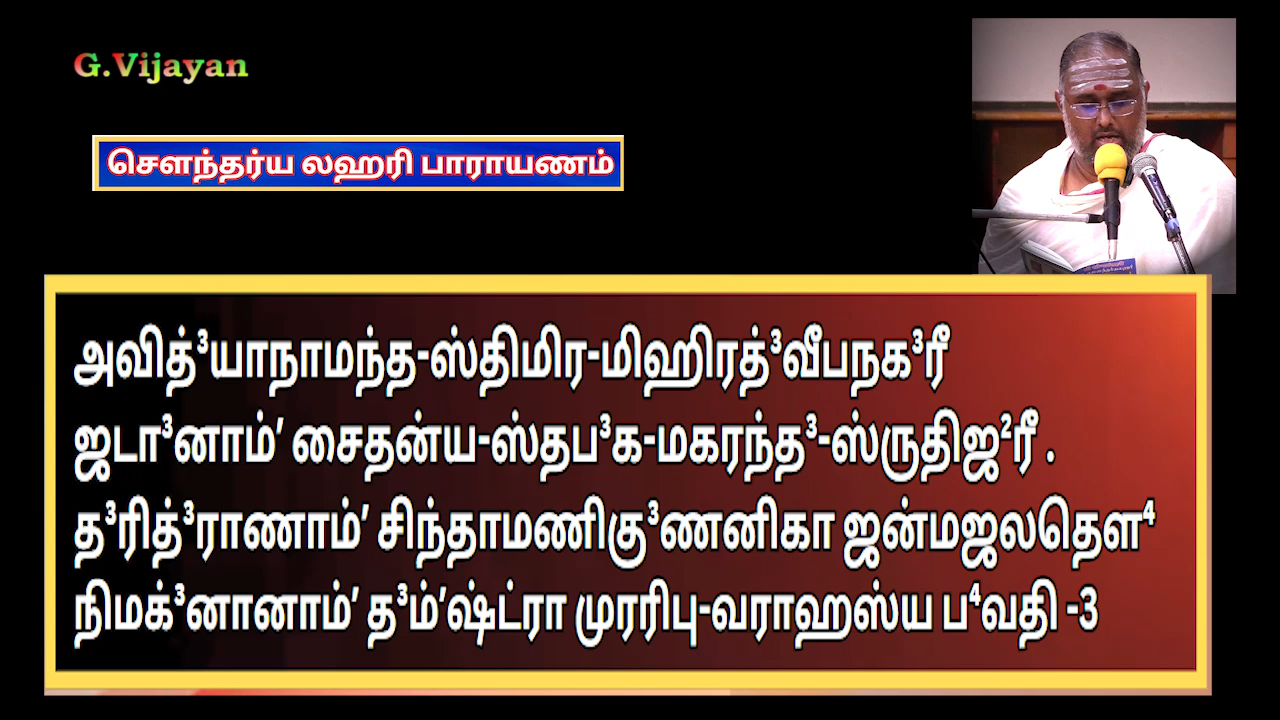 G.Vijayan
சௌந்தர்ய லஹரி பாராயணம்
அவித்³யாநாமந்த-ஸ்திமிர-மிஹிரத்³வீபநக³ரீ
ஜடா³னாம்ʼ சைதன்ய-ஸ்தப³க-மகரந்த³-ஸ்ருதிஜ²ரீ .
த³ரித்³ராணாம்ʼ சிந்தாமணிகு³ணனிகா ஜன்மஜலதௌ⁴
நிமக்³னானாம்ʼ த³ம்ʼஷ்ட்ரா முரரிபு-வராஹஸ்ய ப⁴வதி -3